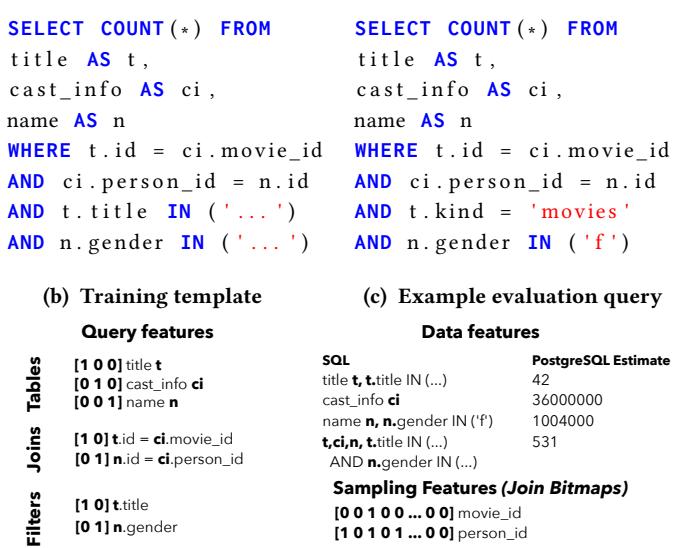 SELECT COUNT(*) FROM
title AS t,
cast_info AS ci,
name AS n
WHERE t.id = ci.movie_id
AND ci.person_id = n.id
AND t.title IN ('...')
AND n.gender IN ('...')
(b) Training template
SELECT COUNT(*) FROM
title AS t,
cast_info AS ci,
name AS n
WHERE t.id = ci.movie_id
AND ci.person_id = n.id
AND t.kind = 'movies'
AND n.gender IN ('f')
(c) Example evaluation query
Query features
Tables
[1 0 0] title t
[0 1 0] cast_info ci
[0 0 1] name n
Joins
[1 0] t.id = ci.movie_id
[0 1] n.id = ci.person_id
Filters
[1 0] t.title
[0 1] n.gender
Data features
SQL PostgreSQL Estimate
title t, t.title IN (...) 42
cast_info ci 36000000
name n, n.gender IN ('f') 1004000
t,ci,n, t.title IN (...) 531
AND n.gender IN (...)
Sampling Features (Join Bitmaps)
[0 0 1 0 0 ... 0 0] movie_id
[1 0 1 0 1 ... 0 0] person_id